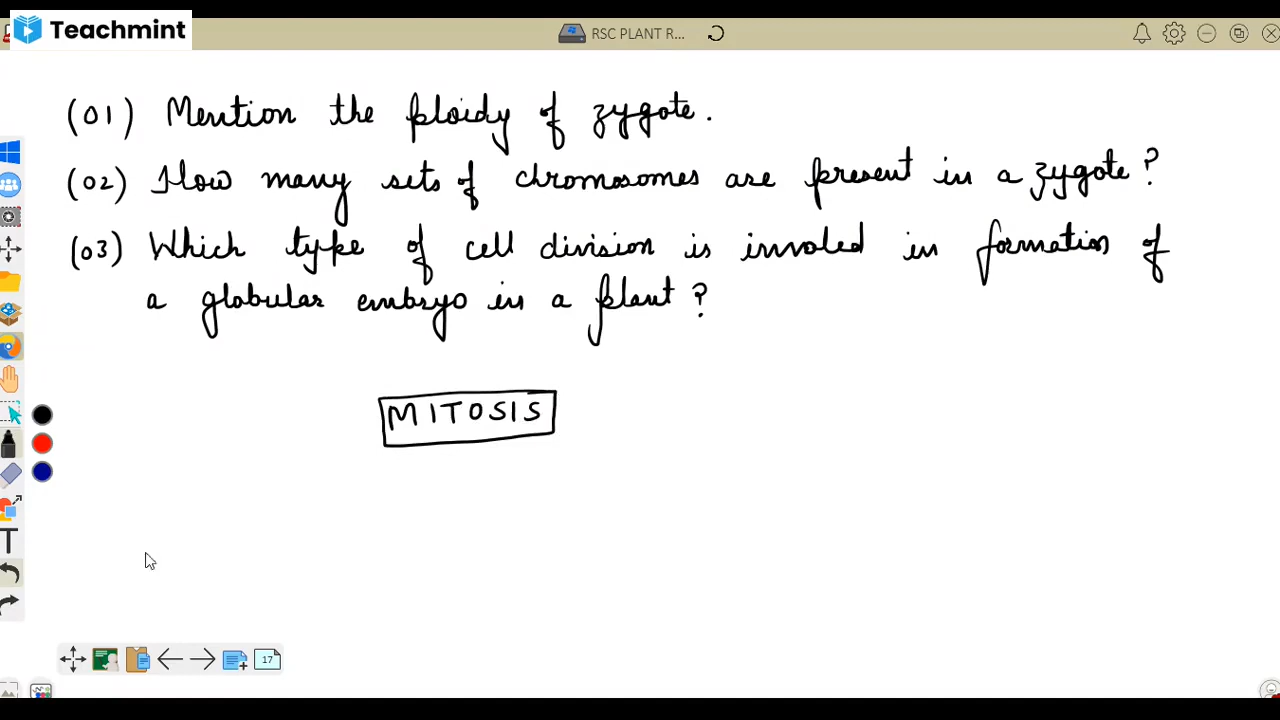 Teachmint
RSC PLANT R...
(01) Mention the ploidy of zygote.
(02) How many sets of chromosomes are present in a zygote?
(03) Which type of cell division is involed in formation of
a globular embryo in a plant?
MITOSIS
T
17